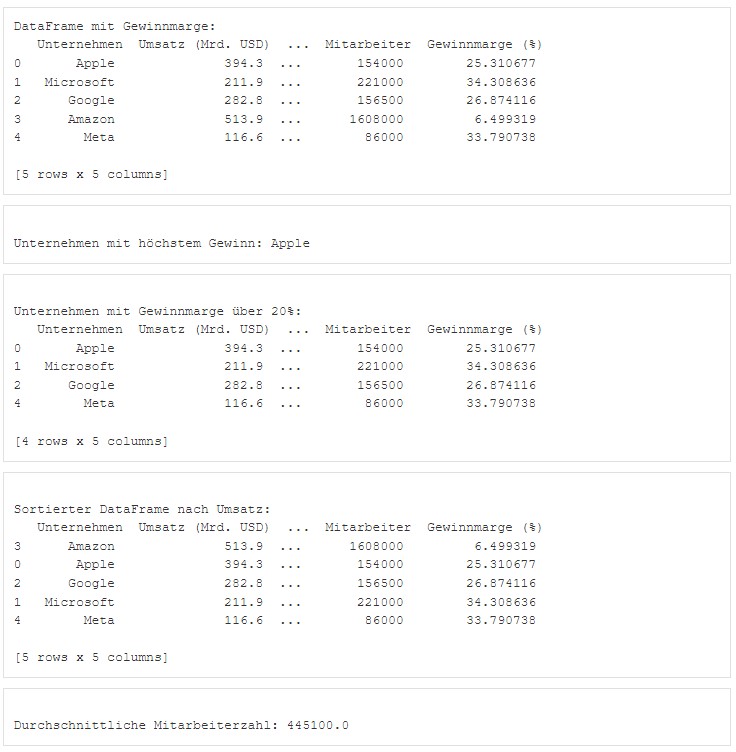 DataFrame mit Gewinnmarge:
   Unternehmen  Umsatz (Mrd. USD)  ...  Mitarbeiter  Gewinnmarge (%)
0        Apple              394.3  ...       154000        25.310677
1    Microsoft              211.9  ...       221000        34.308636
2       Google              282.8  ...       156500        26.874116
3       Amazon              513.9  ...      1608000         6.499319
4         Meta              116.6  ...        86000        33.790738
[5 rows x 5 columns]
Unternehmen mit höchstem Gewinn: Apple
Unternehmen mit Gewinnmarge über 20%:
   Unternehmen  Umsatz (Mrd. USD)  ...  Mitarbeiter  Gewinnmarge (%)
0        Apple              394.3  ...       154000        25.310677
1    Microsoft              211.9  ...       221000        34.308636
2       Google              282.8  ...       156500        26.874116
4         Meta              116.6  ...        86000        33.790738
[4 rows x 5 columns]
Sortierter DataFrame nach Umsatz:
   Unternehmen  Umsatz (Mrd. USD)  ...  Mitarbeiter  Gewinnmarge (%)
3       Amazon              513.9  ...      1608000         6.499319
0        Apple              394.3  ...       154000        25.310677
2       Google              282.8  ...       156500        26.874116
1    Microsoft              211.9  ...       221000        34.308636
4         Meta              116.6  ...        86000        33.790738
[5 rows x 5 columns]
Durchschnittliche Mitarbeiterzahl: 445100.0